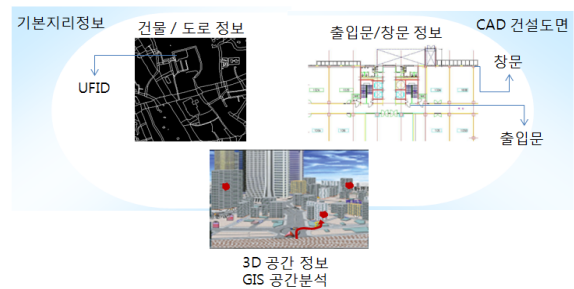 기본지리정보
건물 / 도로 정보
출입문/창문 정보
CAD 건설도면
UFID
창문
출입문
3D 공간 정보
GIS 공간분석